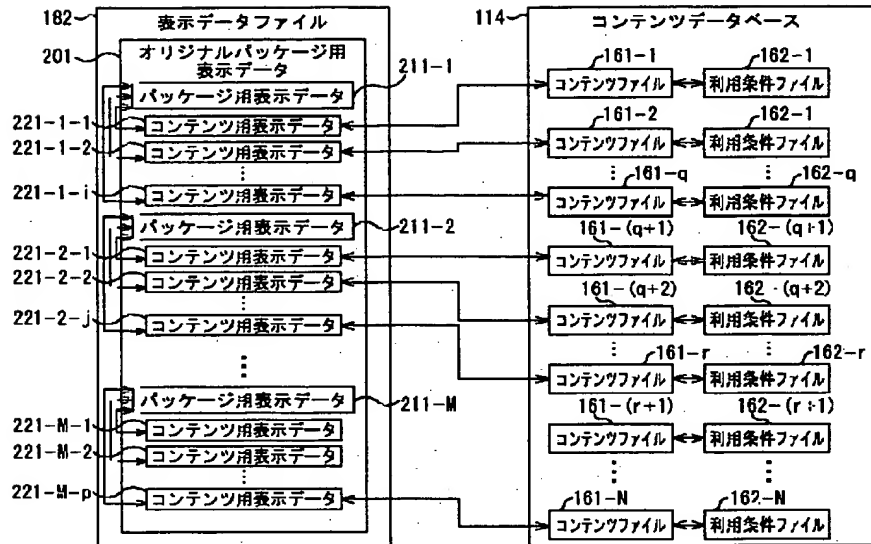 182
表示データファイル
201
オリジナルパッケージ用
表示データ
パッケージ用表示データ
211-1
221-1-1
コンテンツ用表示データ
221-1-2
コンテンツ用表示データ
221-1-i
コンテンツ用表示データ
パッケージ用表示データ
211-2
221-2-1
コンテンツ用表示データ
221-2-2
コンテンツ用表示データ
221-2-j
コンテンツ用表示データ
パッケージ用表示データ
211-M
221-M-1
コンテンツ用表示データ
221-M-2
コンテンツ用表示データ
221-M-p
コンテンツ用表示データ
114
コンテンツデータベース
161-1
162-1
コンテンツファイル
利用条件ファイル
161-2
162-1
コンテンツファイル
利用条件ファイル
161-q
162-q
コンテンツファイル
利用条件ファイル
161-(q+1)
162-(q+1)
コンテンツファイル
利用条件ファイル
161-(q+2)
162-(q+2)
コンテンツファイル
利用条件ファイル
161-r
162-r
コンテンツファイル
利用条件ファイル
161-(r+1)
162-(r+1)
コンテンツファイル
利用条件ファイル
161-N
162-N
コンテンツファイル
利用条件ファイル